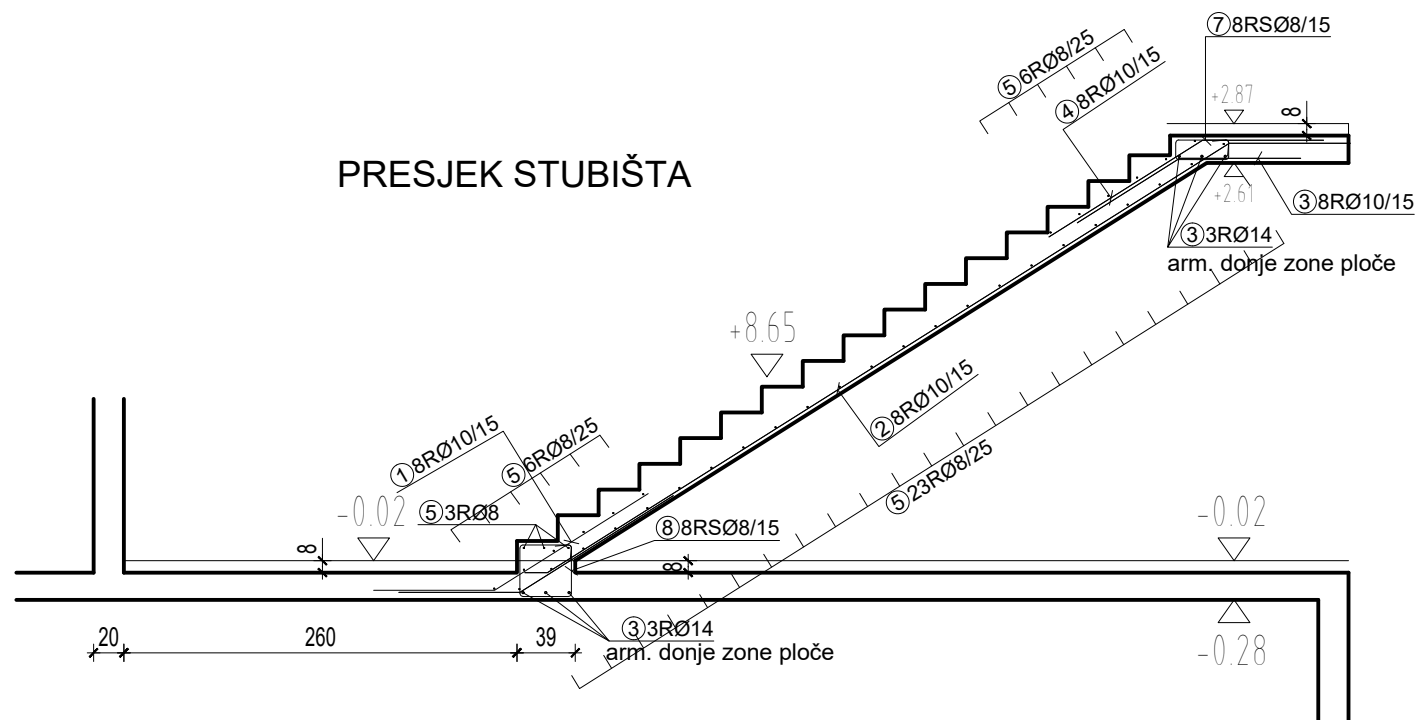 ⑦8RSØ8/15
⑤6RØ8/25
④8RØ10/15
+2.87
8
PRESJEK STUBIŠTA
+2.61
③8RØ10/15
③3RØ14
arm. donje zone ploče
+8.65
②8RØ10/15
①8RØ10/15
⑤6RØ8/25
⑤23RØ8/25
-0.02
⑤3RØ8
-0.02
⑧8RSØ8/15
8
8
20
260
39
③3RØ14
arm. donje zone ploče
-0.28